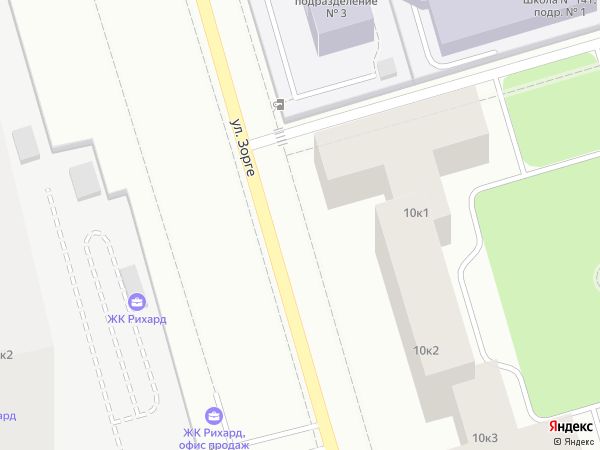 подразделение
№ 3
школа № 141,
подр. № 1
ул. Зорге
10к1
ЖК Рихард
10к2
к2
ард
ЖК Рихард,
офис продаж
10к3
Яндекс
© Яндекс